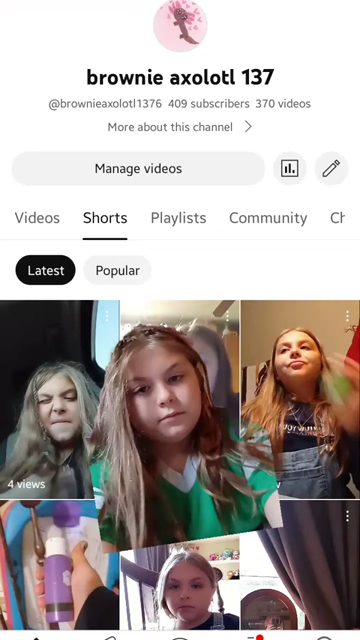 brownie axolotl 137
@brownieaxolotl1376 409 subscribers 370 videos
More about this channel
Manage videos
Videos Shorts Playlists Community Ch
Latest Popular
4 views